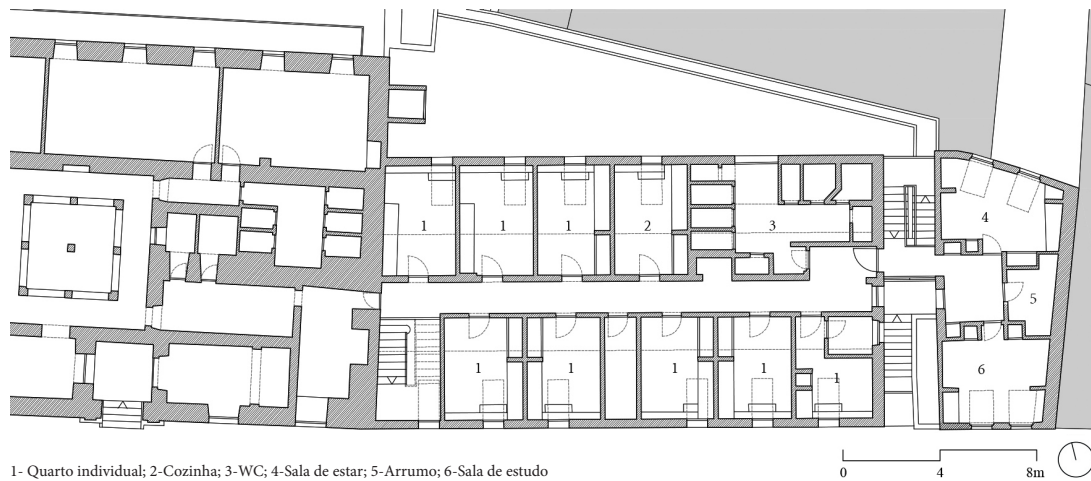 1 1 1 2 3 4
5
1 1 1 1 1 6
1- Quarto individual; 2-Cozinha; 3-WC; 4-Sala de estar; 5-Arrumo; 6-Sala de estudo
0 4 8m